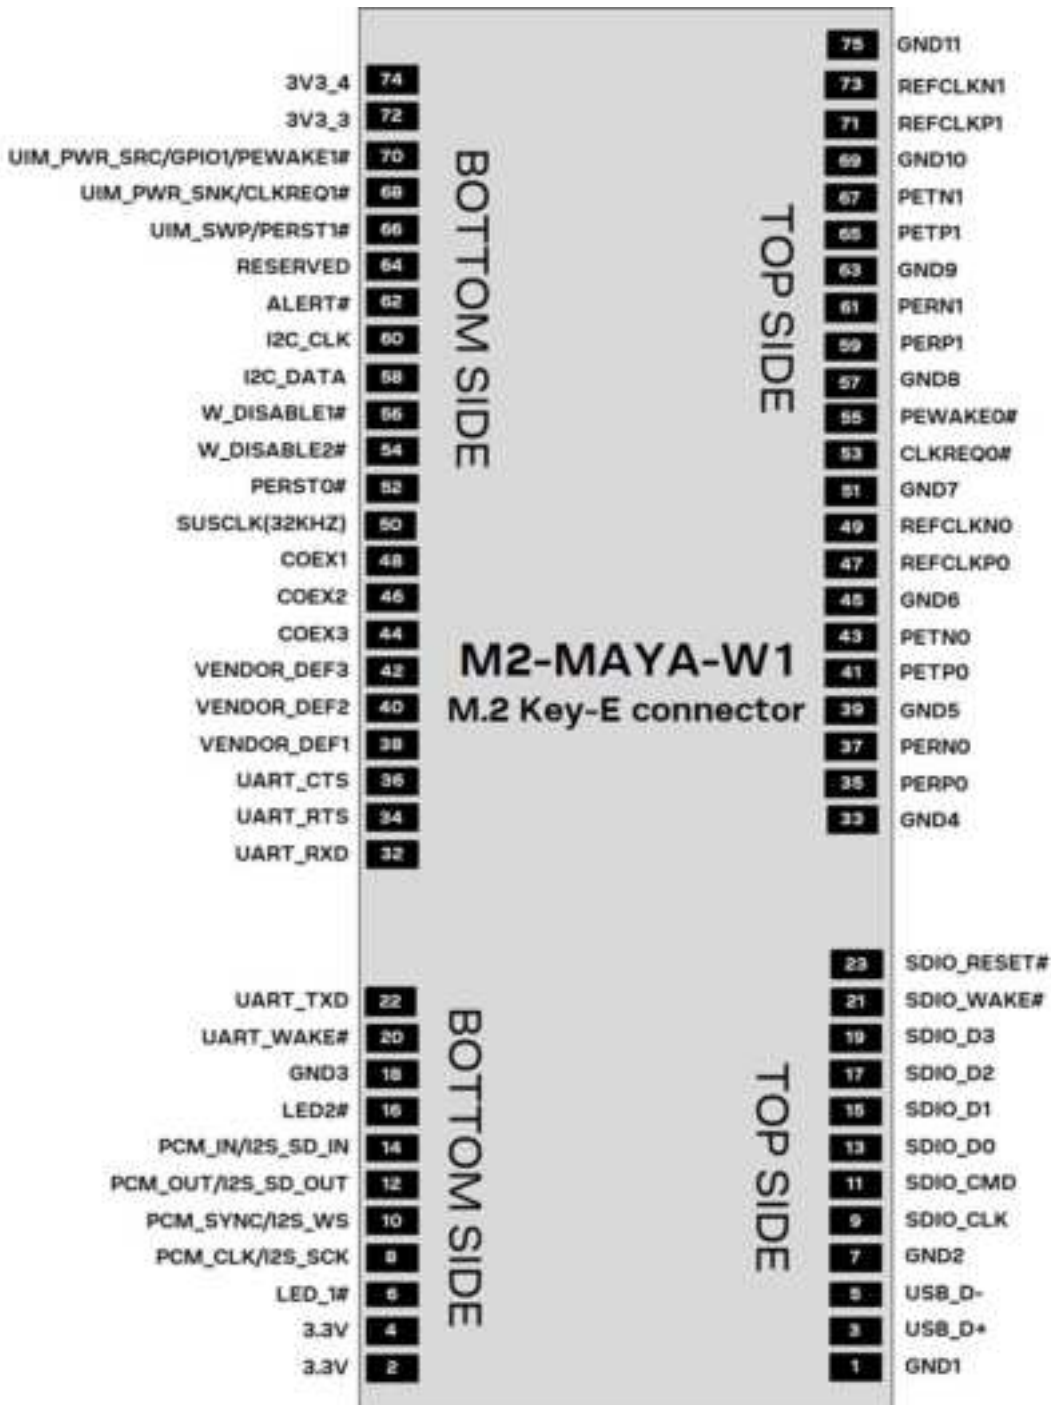 75 GND11
3V3_4 74
73 REFCLKN1
3V3_3 72
71 REFCLKP1
UIM_PWR_SRC/GPIO1/PEWAKE1# 70
69 GND10
UIM_PWR_SNK/CLKREQ1# 68
67 PETN1
UIM_SWP/PERST1# 66
65 PETP1
RESERVED 64
63 GND9
ALERT# 62
61 PERN1
I2C_CLK 60
59 PERP1
I2C_DATA 58
57 GND8
W_DISABLE1# 56
55 PEWAKE0#
W_DISABLE2# 54
53 CLKREQ0#
PERST0# 52
51 GND7
SUSCLK(32KHZ) 50
49 REFCLKN0
COEX1 48
47 REFCLKP0
COEX2 46
45 GND6
COEX3 44
43 PETN0
VENDOR_DEF3 42
41 PETP0
VENDOR_DEF2 40
39 GND5
VENDOR_DEF1 38
37 PERN0
UART_CTS 36
35 PERP0
UART_RTS 34
33 GND4
UART_RXD 32
BOTTOM SIDE
TOP SIDE
M2-MAYA-W1
M.2 Key-E connector
23 SDIO_RESET#
UART_TXD 22
21 SDIO_WAKE#
UART_WAKE# 20
19 SDIO_D3
GND3 18
17 SDIO_D2
LED2# 16
15 SDIO_D1
PCM_IN/I2S_SD_IN 14
13 SDIO_D0
PCM_OUT/I2S_SD_OUT 12
11 SDIO_CMD
PCM_SYNC/I2S_WS 10
9 SDIO_CLK
PCM_CLK/I2S_SCK 8
7 GND2
LED_1# 6
5 USB_D-
3.3V 4
3 USB_D+
3.3V 2
1 GND1
BOTTOM SIDE
TOP SIDE